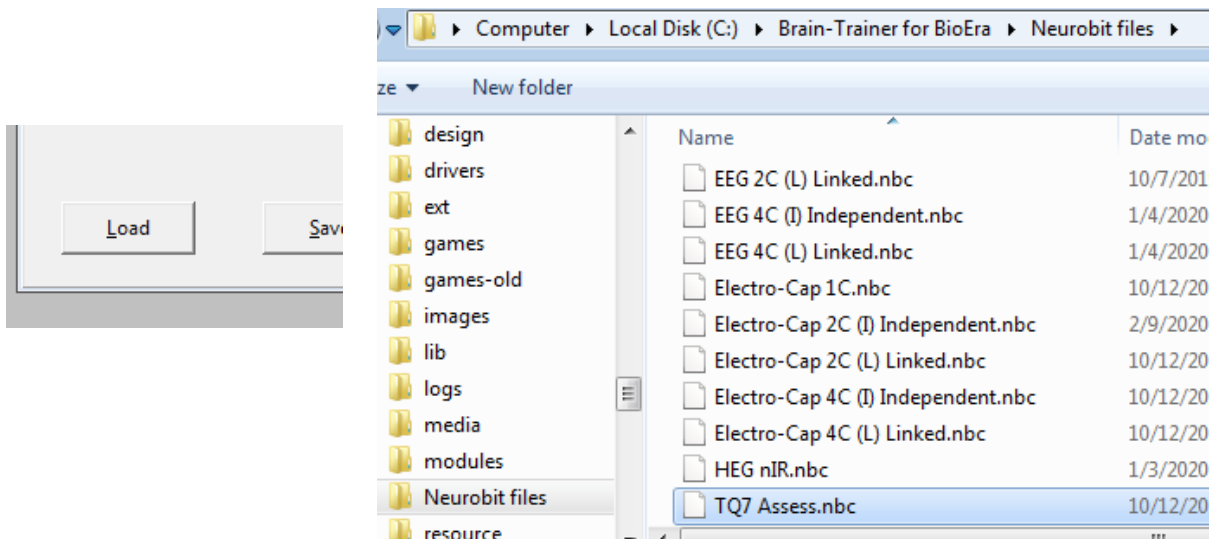 Computer Local Disk (C:) Brain-Trainer for BioEra Neurobit files
ze New folder
design
drivers
ext
games
games-old
images
lib
logs
media
modules
Neurobit files
resource
Name Date mo
EEG 2C (L) Linked.nbc 10/7/201
EEG 4C (I) Independent.nbc 1/4/2020
EEG 4C (L) Linked.nbc 1/4/2020
Electro-Cap 1C.nbc 10/12/20
Electro-Cap 2C (I) Independent.nbc 2/9/2020
Electro-Cap 2C (L) Linked.nbc 10/12/20
Electro-Cap 4C (I) Independent.nbc 10/12/20
Electro-Cap 4C (L) Linked.nbc 10/12/20
HEG nIR.nbc 1/3/2020
TQ7 Assess.nbc 10/12/20
Load Sav